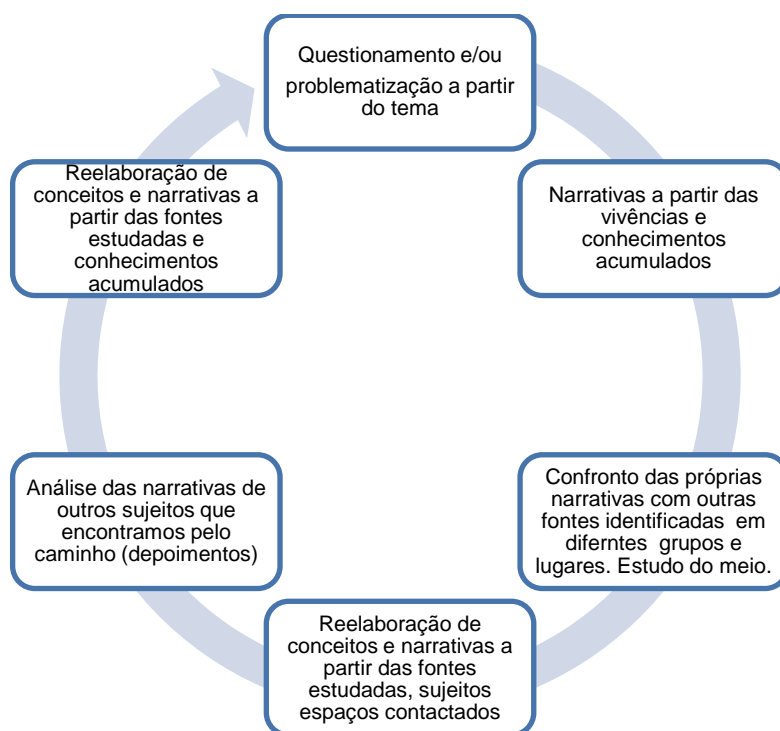 Questionamento e/ou
problematização a partir
do tema
Narrativas a partir das
vivências e
conhecimentos
acumulados
Confronto das próprias
narrativas com outras
fontes identificadas em
diferntes grupos e
lugares. Estudo do meio.
Reelaboração de
conceitos e narrativas a
partir das fontes
estudadas, sujeitos
espaços contactados
Análise das narrativas de
outros sujeitos que
encontramos pelo
caminho (depoimentos)
Reelaboração de
conceitos e narrativas a
partir das fontes
estudadas e
conhecimentos
acumulados